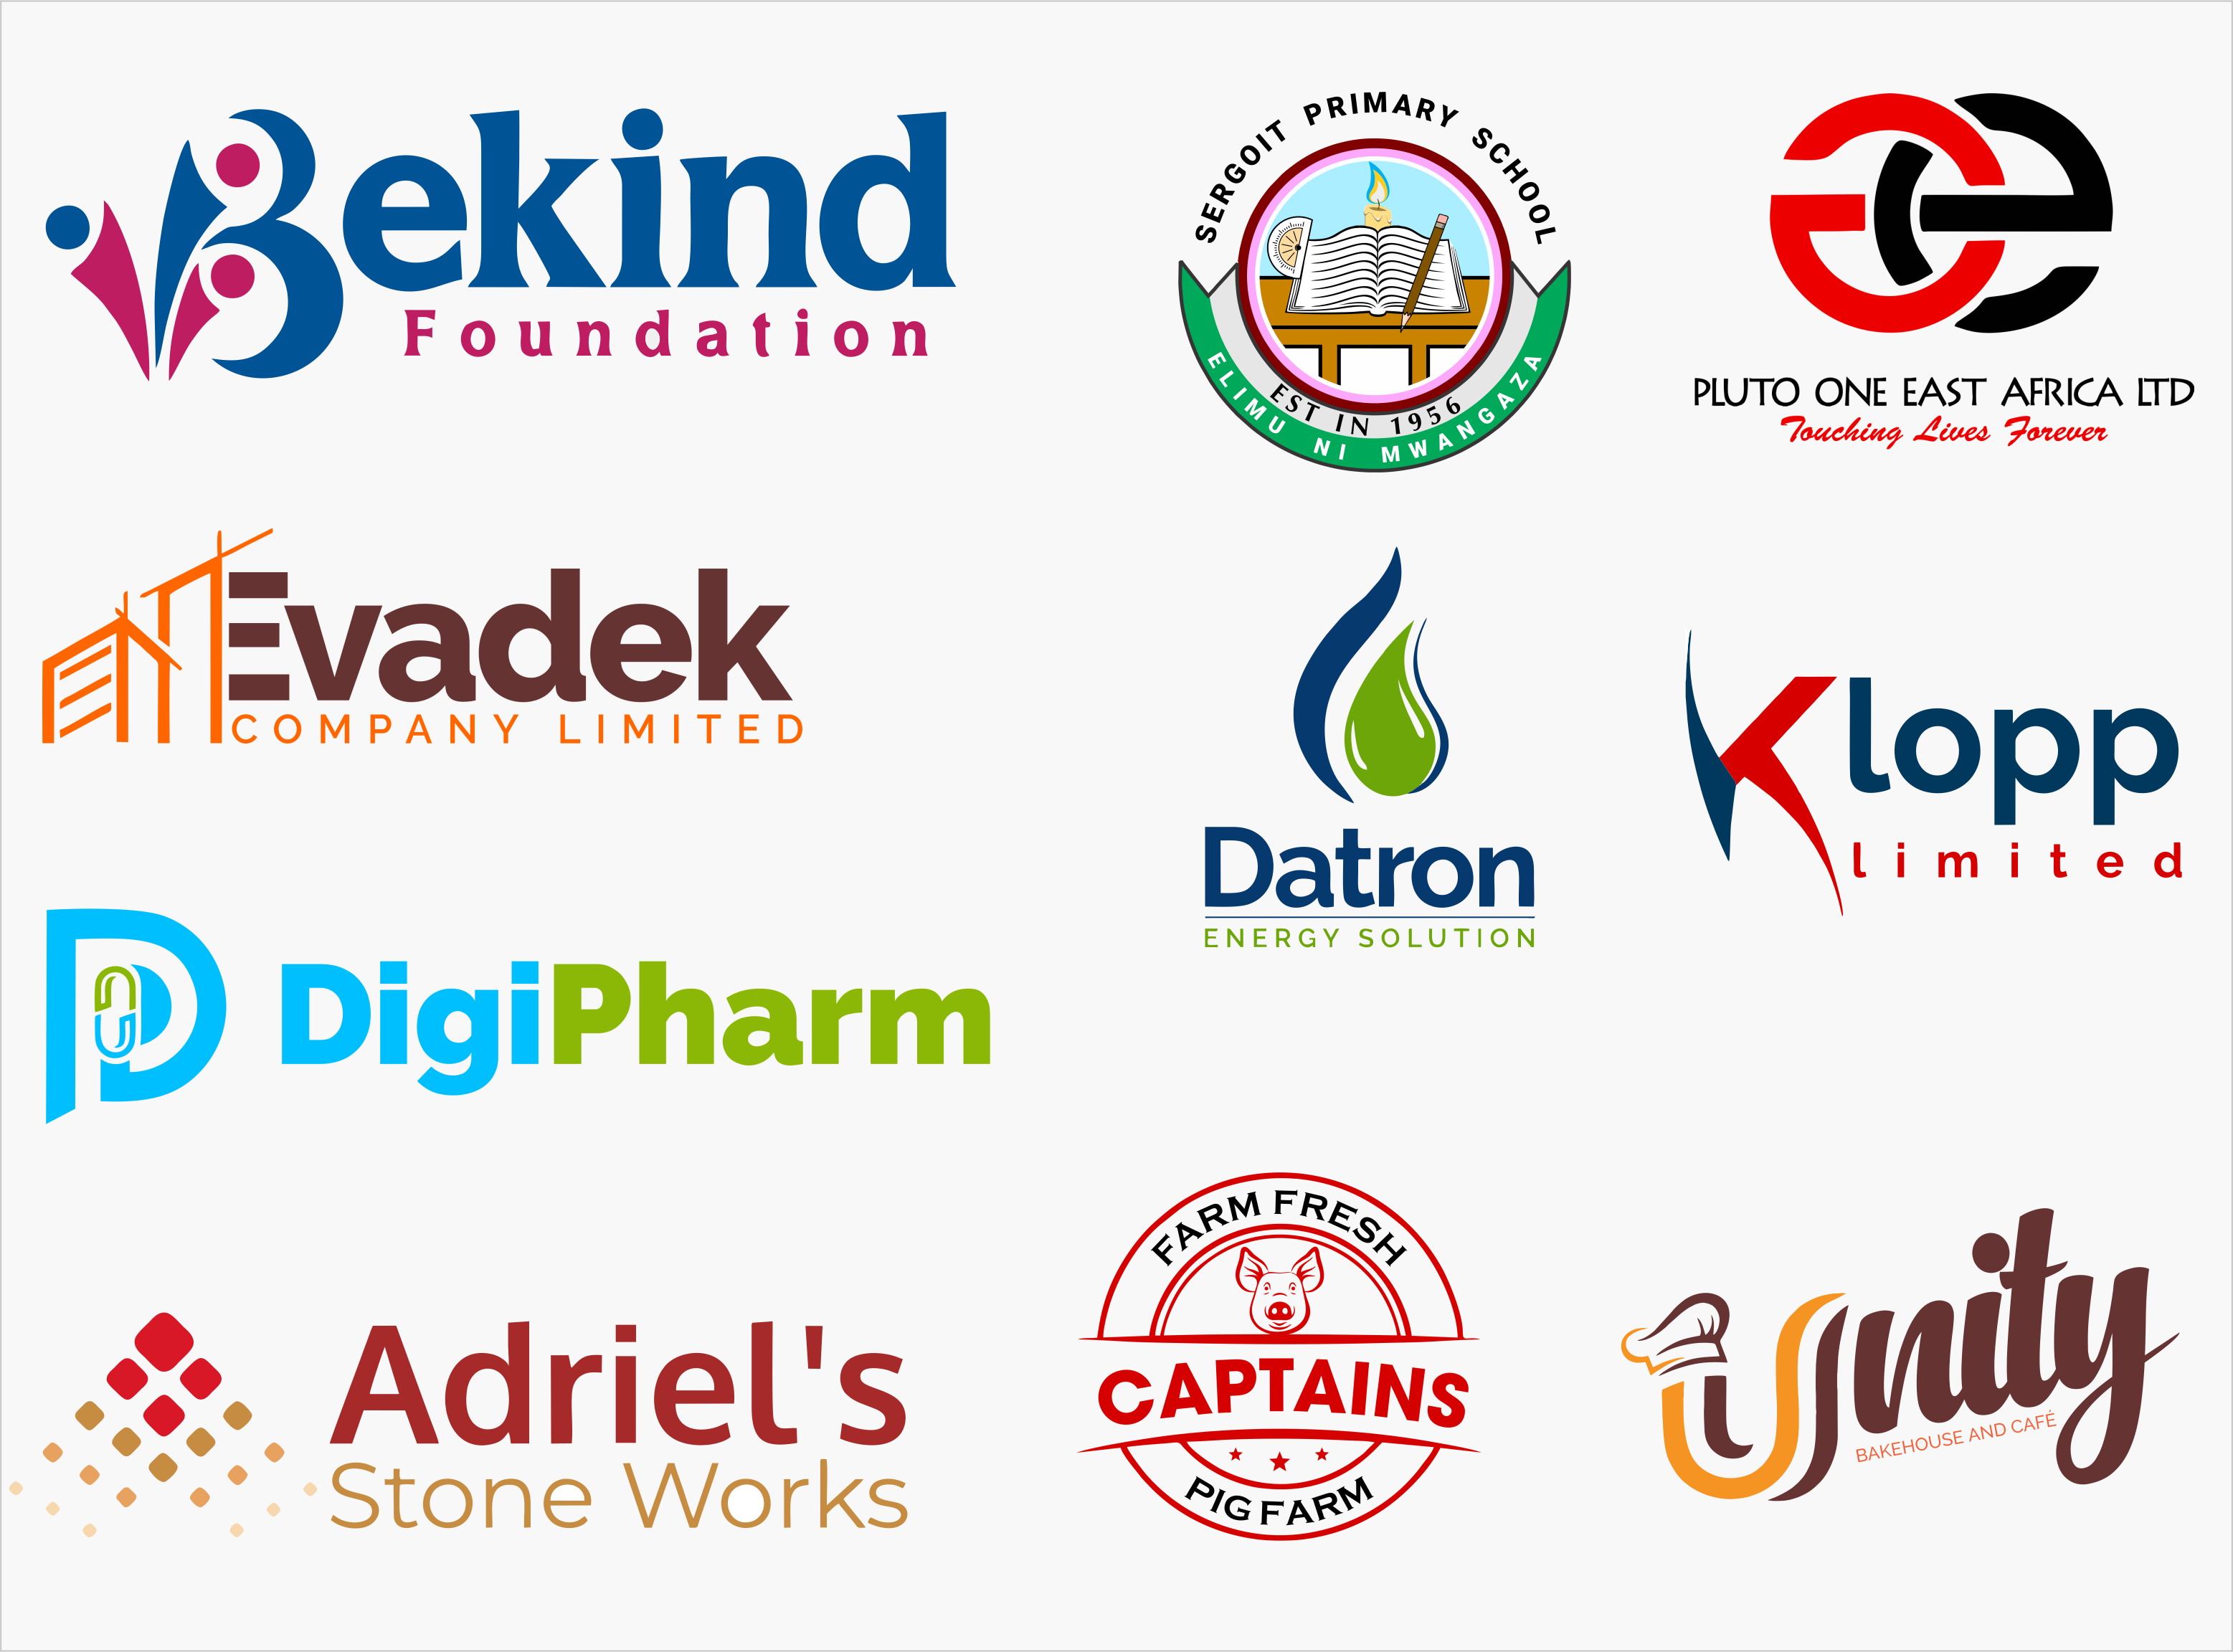 Bekind
Foundation
SERGOIT PRIMARY SCHOOL
EST IN 1956
ELIMU NI MWANGAZA
PLUTO ONE EAST AFRICA LTD
Touching Lives Forever
Evadek
COMPANY LIMITED
Datron
ENERGY SOLUTION
Klopp
limited
DigiPharm
Adriel's
Stone Works
FARM FRESH
CAPTAINS
PIG FARM
Unity
BAKEHOUSE AND CAFÉ